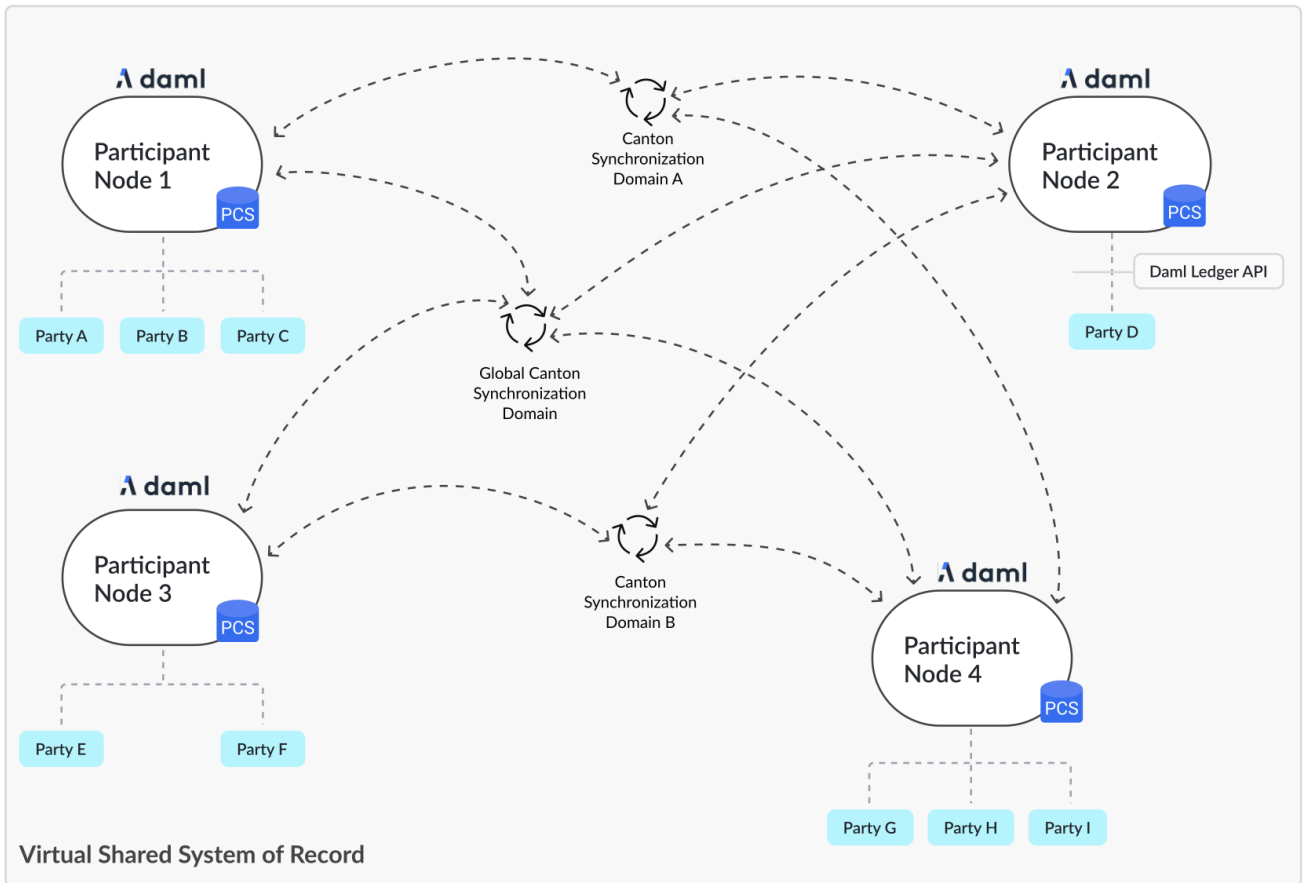 daml
Participant
Node 1
PCS
Party A
Party B
Party C
Canton
Synchronization
Domain A
daml
Participant
Node 2
PCS
Daml Ledger API
Party D
Global Canton
Synchronization
Domain
daml
Participant
Node 3
PCS
Party E
Party F
Canton
Synchronization
Domain B
daml
Participant
Node 4
PCS
Party G
Party H
Party I
Virtual Shared System of Record